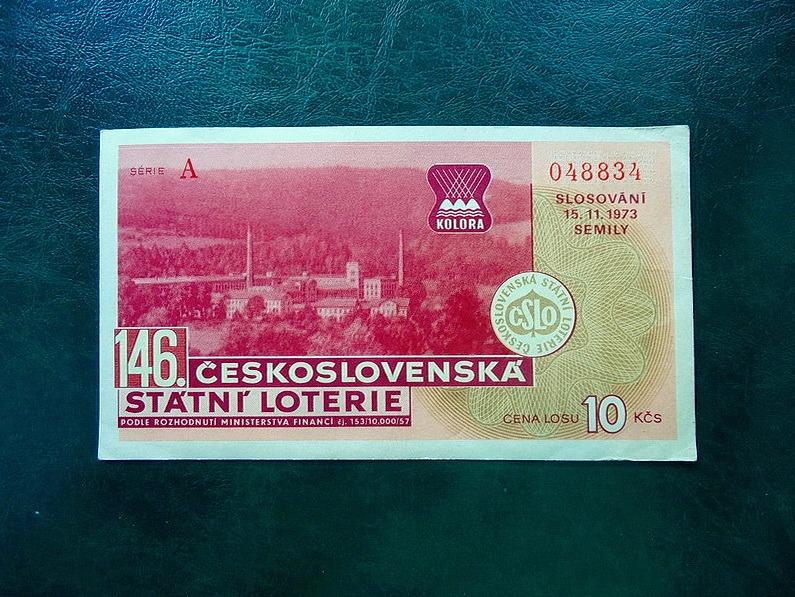 SÉRIE A
KOLORA
048834
SLOSOVÁNÍ
15.11.1973
SEMILY
ČESKOSLOVENSKÁ STÁTNÍ LOTERIE
ČSLO
146. ČESKOSLOVENSKÁ
STÁTNÍ LOTERIE
PODLE ROZHODNUTÍ MINISTERSTVA FINANCÍ čj. 153/10.000/57
CENA LOSU 10 KČS